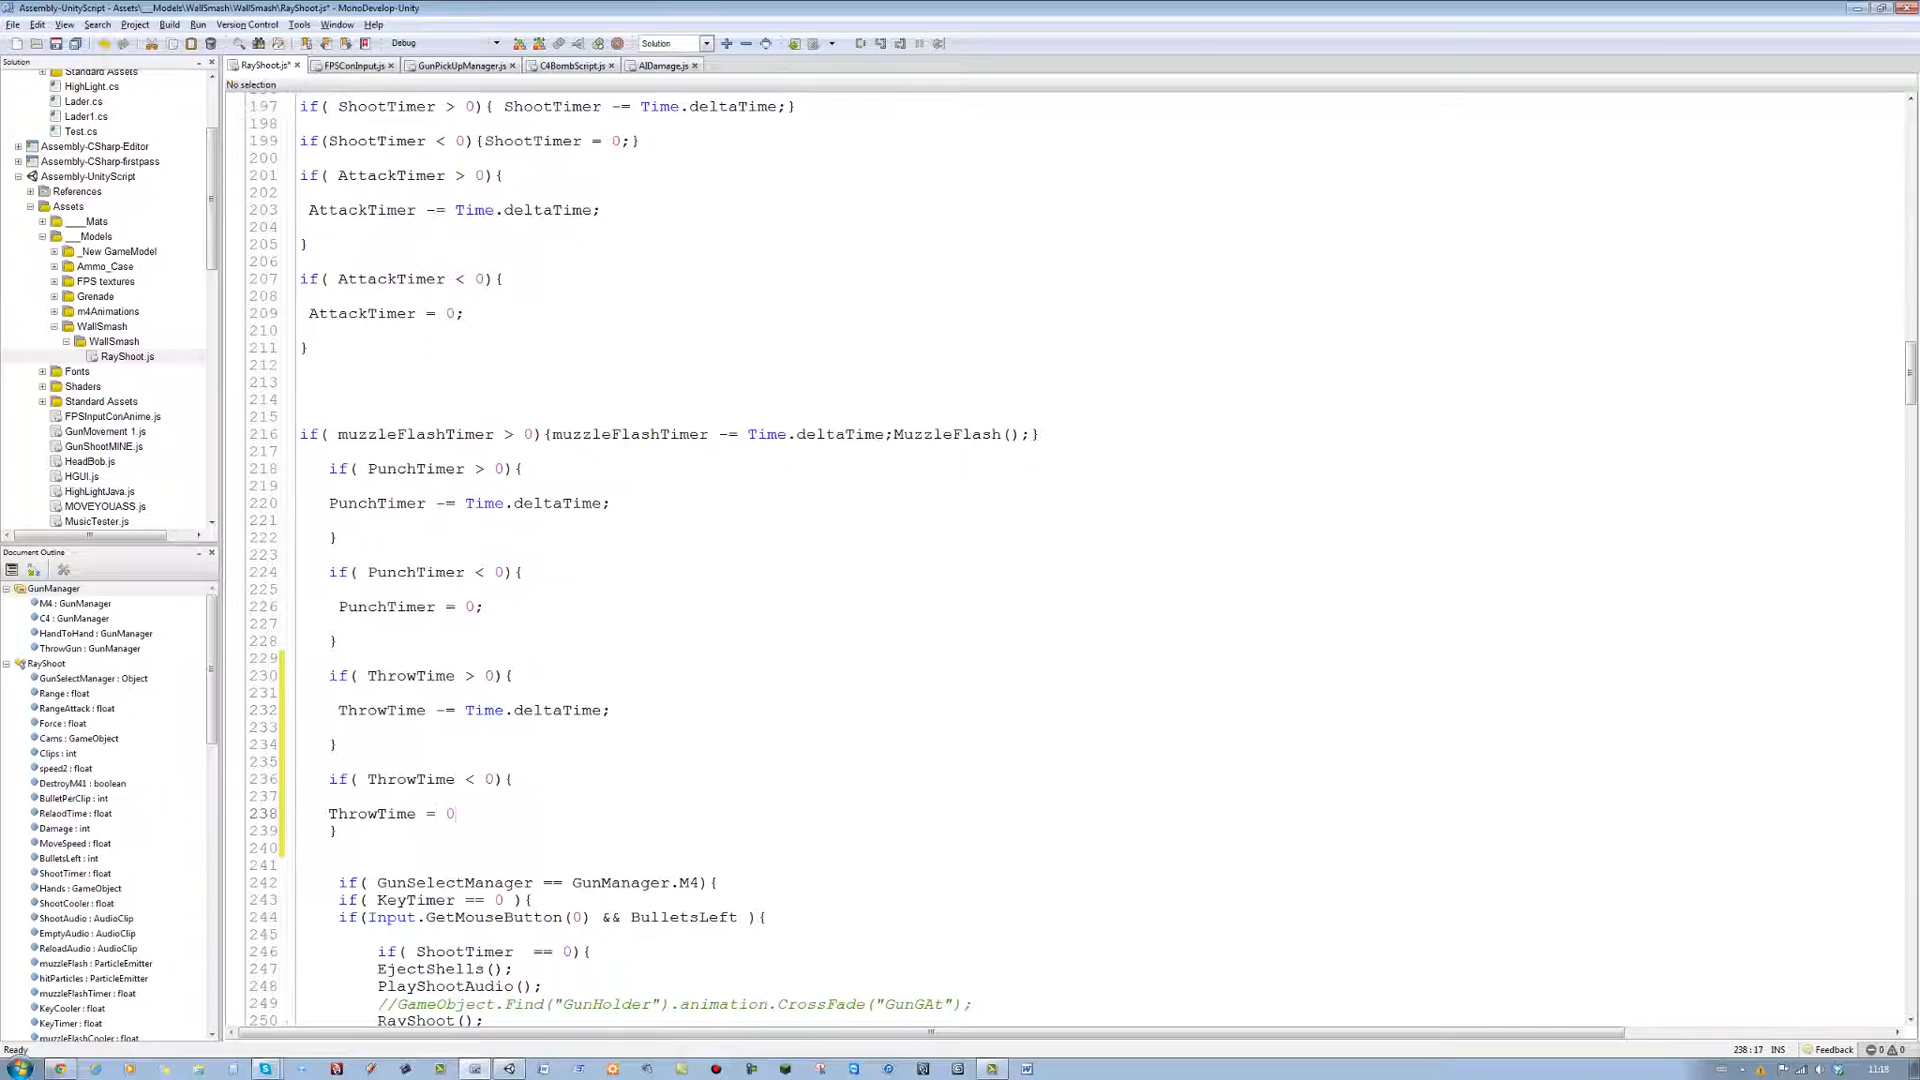 Assembly-UnityScript - Assets\___Models\WallSmash\WallSmash\RayShoot.js* - MonoDevelop-Unity
File Edit View Search Project Build Run Version Control Tools Window Help
Debug
Solution
Solution
RayShoot.js* FPSConInput.js GunPickUpManager.js C4BombScript.js AIDamage.js
No selection
Standard Assets
HighLight.cs
Lader.cs
Lader1.cs
Test.cs
Assembly-CSharp-Editor
Assembly-CSharp-firstpass
Assembly-UnityScript
References
Assets
____Mats
___Models
_New GameModel
Ammo_Case
FPS textures
Grenade
m4Animations
WallSmash
WallSmash
RayShoot.js
Fonts
Shaders
Standard Assets
FPSInputConAnime.js
GunMovement 1.js
GunShootMINE.js
HeadBob.js
HGUI.js
HighLightJava.js
MOVEYOUASS.js
MusicTester.js
Document Outline
GunManager
M4 : GunManager
C4 : GunManager
HandToHand : GunManager
ThrowGun : GunManager
RayShoot
GunSelectManager : Object
Range : float
RangeAttack : float
Force : float
Cams : GameObject
Clips : int
speed2 : float
DestroyM41 : boolean
BulletPerClip : int
RelaodTime : float
Damage : int
MoveSpeed : float
BulletsLeft : int
ShootTimer : float
Hands : GameObject
ShootCooler : float
ShootAudio : AudioClip
EmptyAudio : AudioClip
ReloadAudio : AudioClip
muzzleFlash : ParticleEmitter
hitParticles : ParticleEmitter
muzzleFlashTimer : float
KeyCooler : float
KeyTimer : float
muzzleFlashCooler : float
197 if( ShootTimer > 0){ ShootTimer -= Time.deltaTime;}
198
199 if(ShootTimer < 0){ShootTimer = 0;}
200
201 if( AttackTimer > 0){
202
203 AttackTimer -= Time.deltaTime;
204
205 }
206
207 if( AttackTimer < 0){
208
209 AttackTimer = 0;
210
211 }
212
213
214
215
216 if( muzzleFlashTimer > 0){muzzleFlashTimer -= Time.deltaTime;MuzzleFlash();}
217
218 if( PunchTimer > 0){
219
220 PunchTimer -= Time.deltaTime;
221
222 }
223
224 if( PunchTimer < 0){
225
226 PunchTimer = 0;
227
228 }
229
230 if( ThrowTime > 0){
231
232 ThrowTime -= Time.deltaTime;
233
234 }
235
236 if( ThrowTime < 0){
237
238 ThrowTime = 0
239 }
240
241
242 if( GunSelectManager == GunManager.M4){
243 if( KeyTimer == 0 ){
244 if(Input.GetMouseButton(0) && BulletsLeft ){
245
246 if( ShootTimer == 0){
247 EjectShells();
248 PlayShootAudio();
249 //GameObject.Find("GunHolder").animation.CrossFade("GunGAt");
250 RayShoot();
Ready
238 : 17 INS Feedback 0 0
11:18